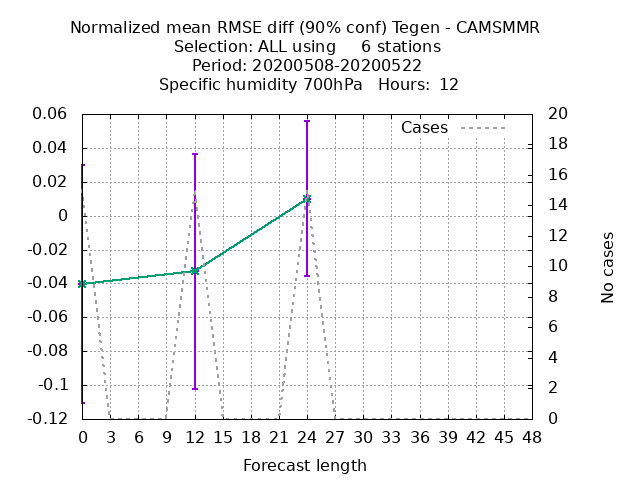 Normalized mean RMSE diff (90% conf) Tegen - CAMSMMR
Selection: ALL using     6 stations
Period: 20200508-20200522
Specific humidity 700hPa   Hours:  12
0.06
0.04
0.02
0
-0.02
-0.04
-0.06
-0.08
-0.1
-0.12
Cases
20
18
16
14
12
10
8
6
4
2
0
No cases
0 3 6 9 12 15 18 21 24 27 30 33 36 39 42 45 48
Forecast length